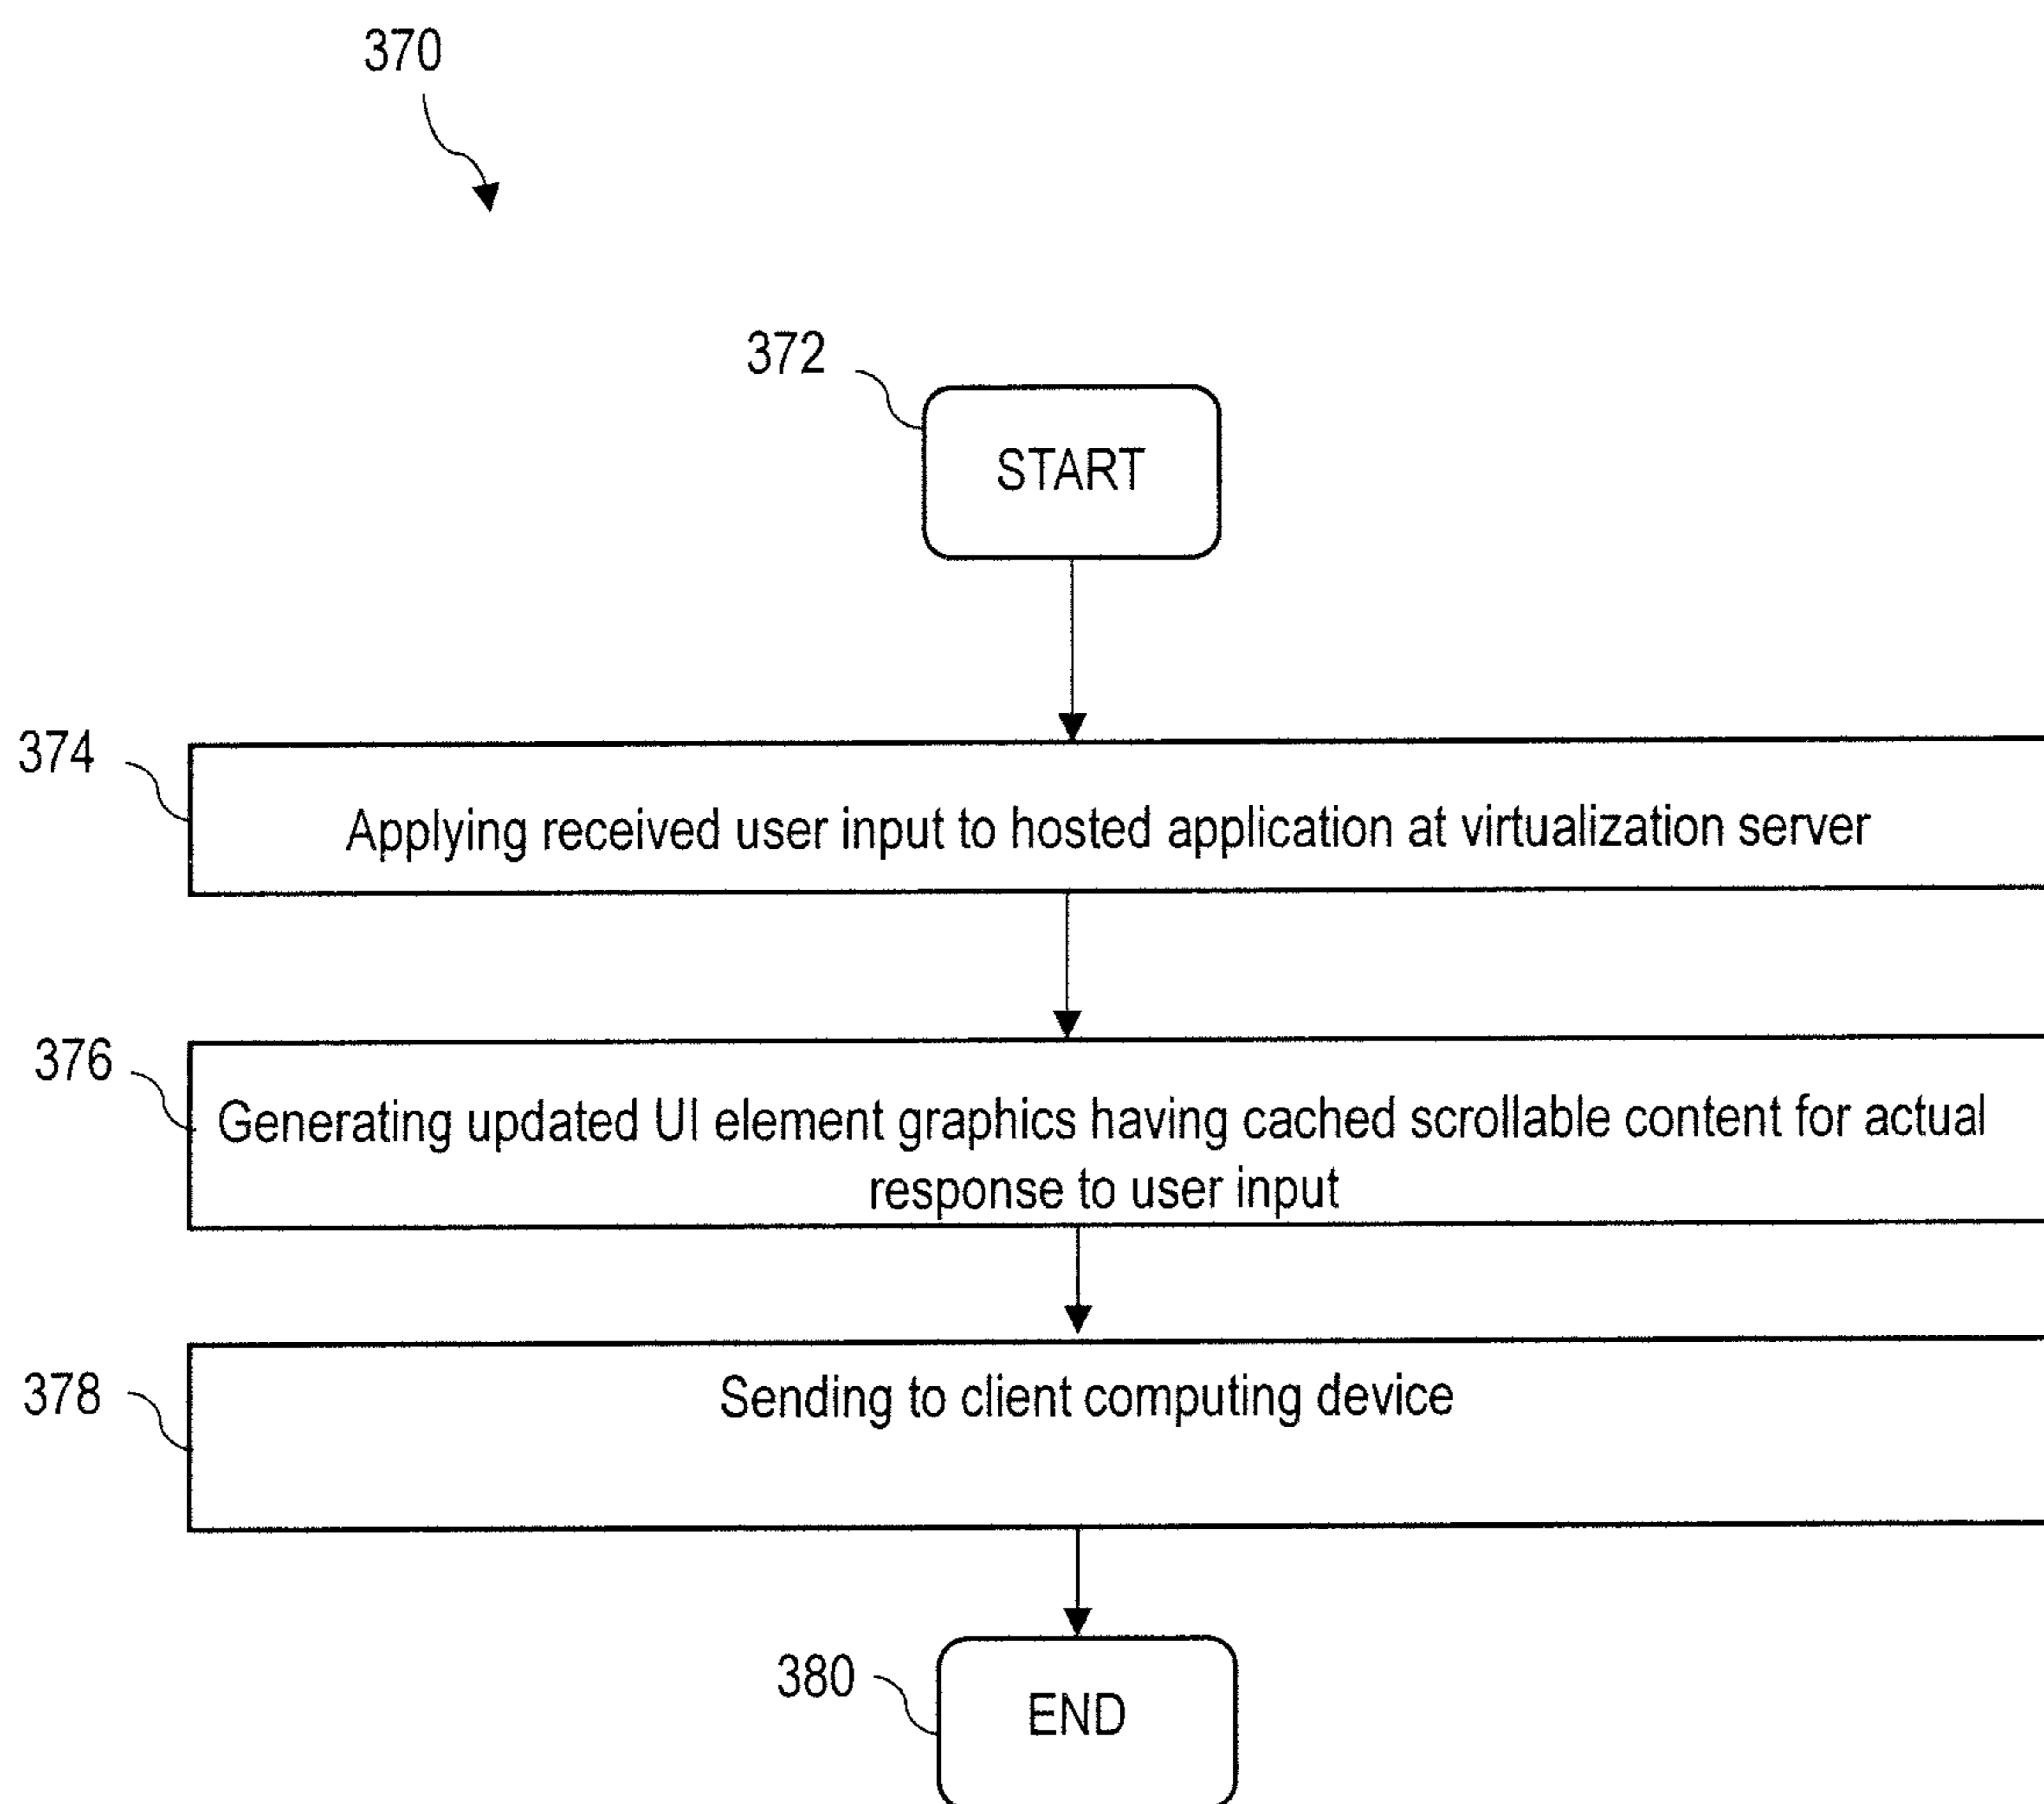 370
372
START
374
Applying received user input to hosted application at virtualization server
376
Generating updated UI element graphics having cached scrollable content for actual
response to user input
378
Sending to client computing device
380
END